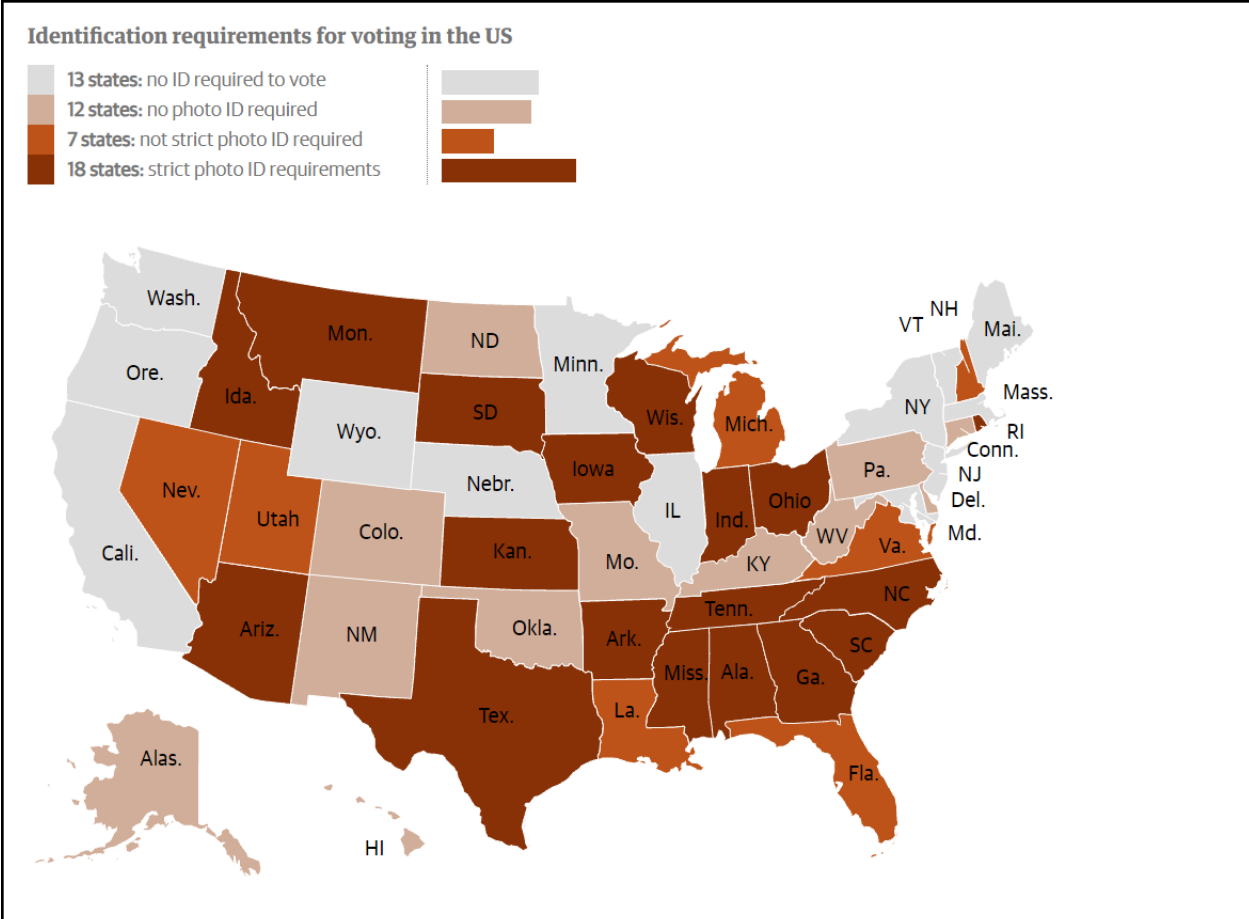 Identification requirements for voting in the US
13 states: no ID required to vote
12 states: no photo ID required
7 states: not strict photo ID required
18 states: strict photo ID requirements
Wash.
Mon.
ND
Minn.
VT
NH
Mai.
Ore.
Ida.
SD
Wis.
Mich.
NY
Mass.
Wyo.
RI
Conn.
Nev.
Nebr.
Iowa
Pa.
NJ
Utah
Colo.
IL
Ind.
Ohio
Del.
Cali.
Kan.
Mo.
KY
WV
Va.
Md.
Ariz.
NM
Okla.
Ark.
Tenn.
NC
Tex.
La.
Miss.
Ala.
Ga.
SC
Alas.
Fla.
HI